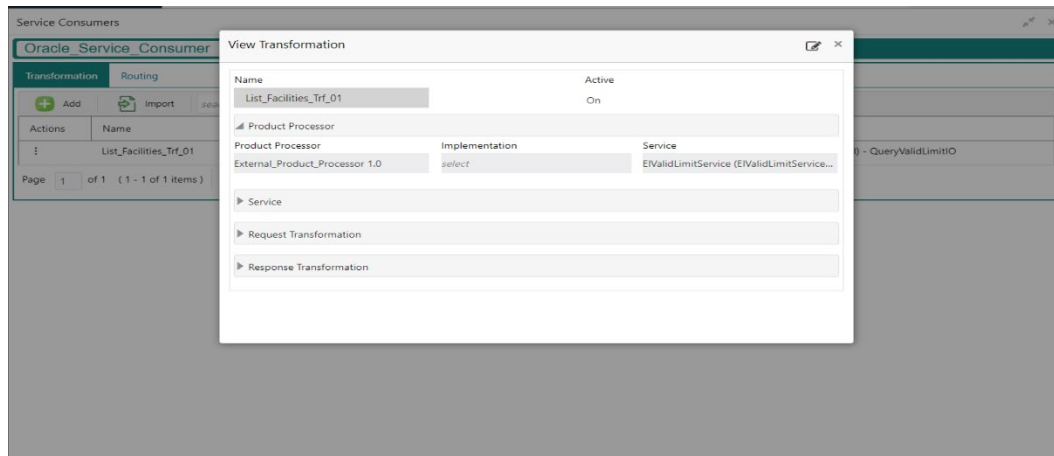 Service Consumers
Oracle_Service_Consumer
Transformation Routing
Add Import
Actions Name
List_Facilities_Trf_01 - QueryValidLimitIO
Page 1 of 1 (1 - 1 of 1 items)
View Transformation
Name Active
List_Facilities_Trf_01 On
Product Processor
Product Processor Implementation Service
External_Product_Processor 1.0 select EIValidLimitService (EIValidLimitService...
Service
Request Transformation
Response Transformation